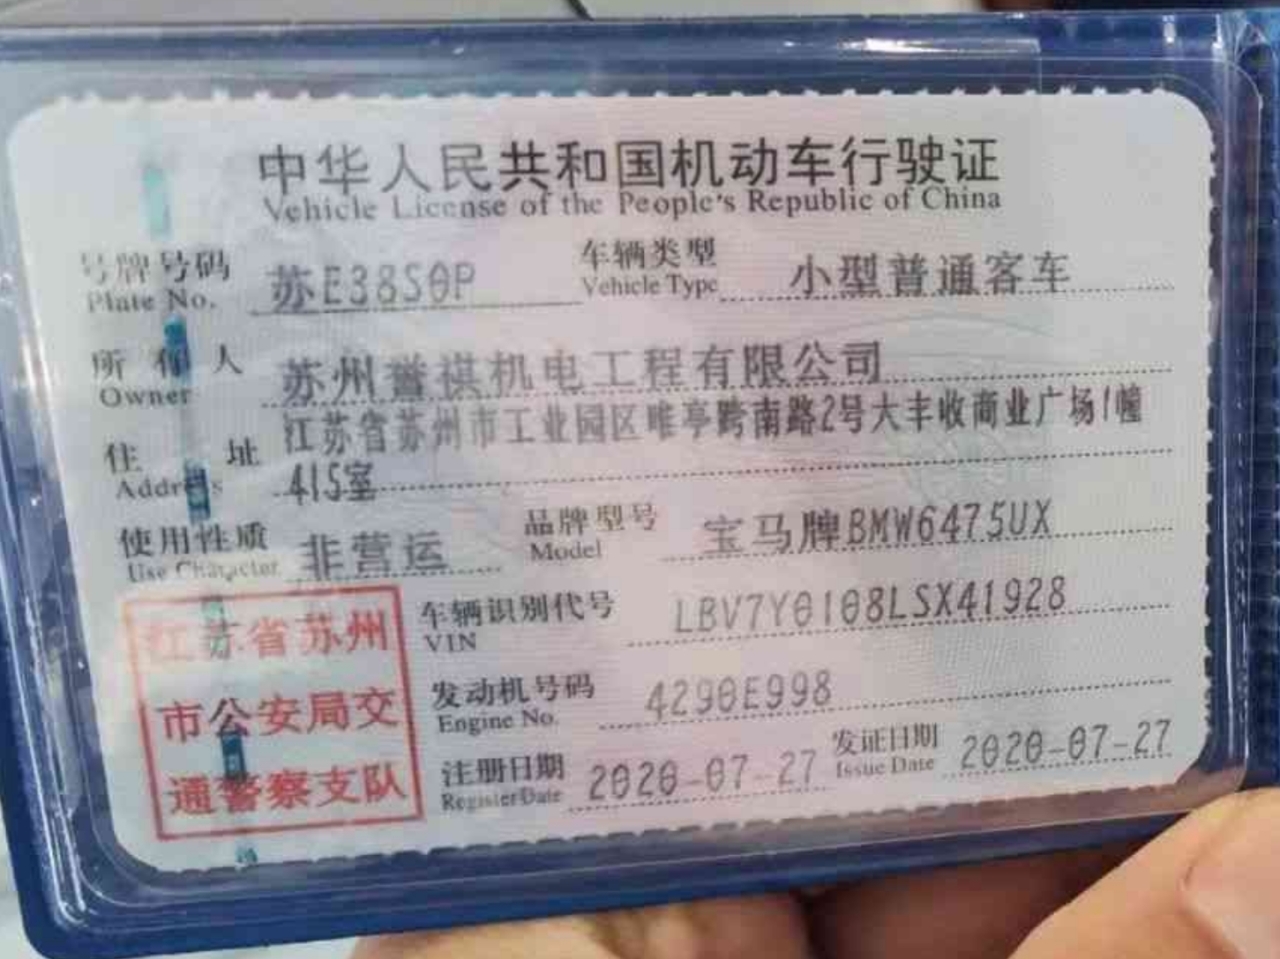 中华人民共和国机动车行驶证
Vehicle License of the People's Republic of China
号牌号码 苏E38S0P 车辆类型 小型普通客车
Plate No. Vehicle Type
所有人 苏州誉祺机电工程有限公司
Owner
住址 江苏省苏州市工业园区唯亭跨南路2号大丰收商业广场1幢
Address 415室
使用性质 非营运 品牌型号 宝马牌BMW6475UX
Use Character Model
车辆识别代号 LBV7Y0108LSX41928
VIN
发动机号码 4290E998
Engine No.
注册日期 2020-07-27 发证日期 2020-07-27
Register Date Issue Date
江苏省苏州
市公安局交
通警察支队